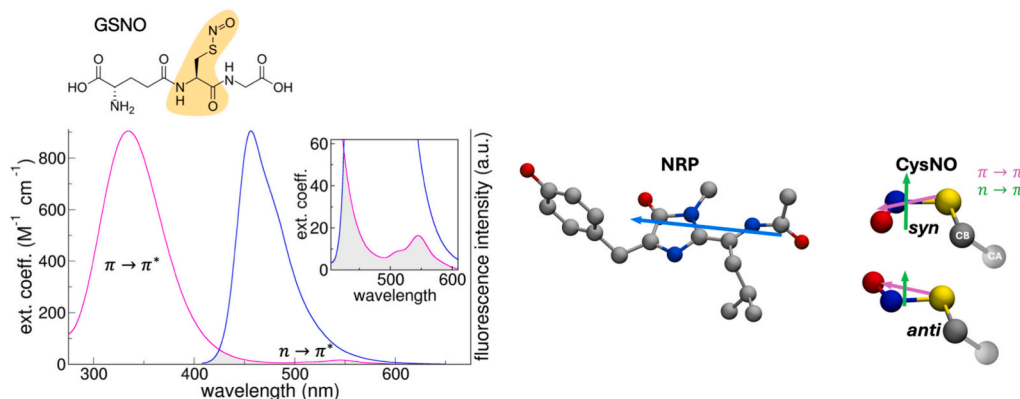 GSNO
O
N
S
O
O
O
HO
N
H
H
N
OH
NH₂
O
ext. coeff. (M⁻¹ cm⁻¹)
800
600
400
200
0
π → π*
n → π*
300
400
500
600
wavelength (nm)
fluorescence intensity (a.u.)
ext. coeff.
60
40
20
0
500
600
wavelength
NRP
CysNO
π → π
n → π
syn
CB
CA
anti